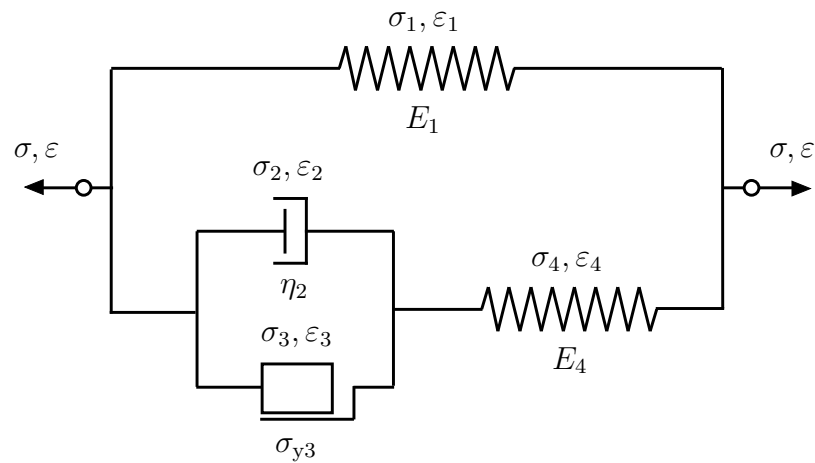 σ₁, ε₁
E₁
σ, ε
σ, ε
σ₂, ε₂
η₂
σ₄, ε₄
σ₃, ε₃
E₄
σ_y3